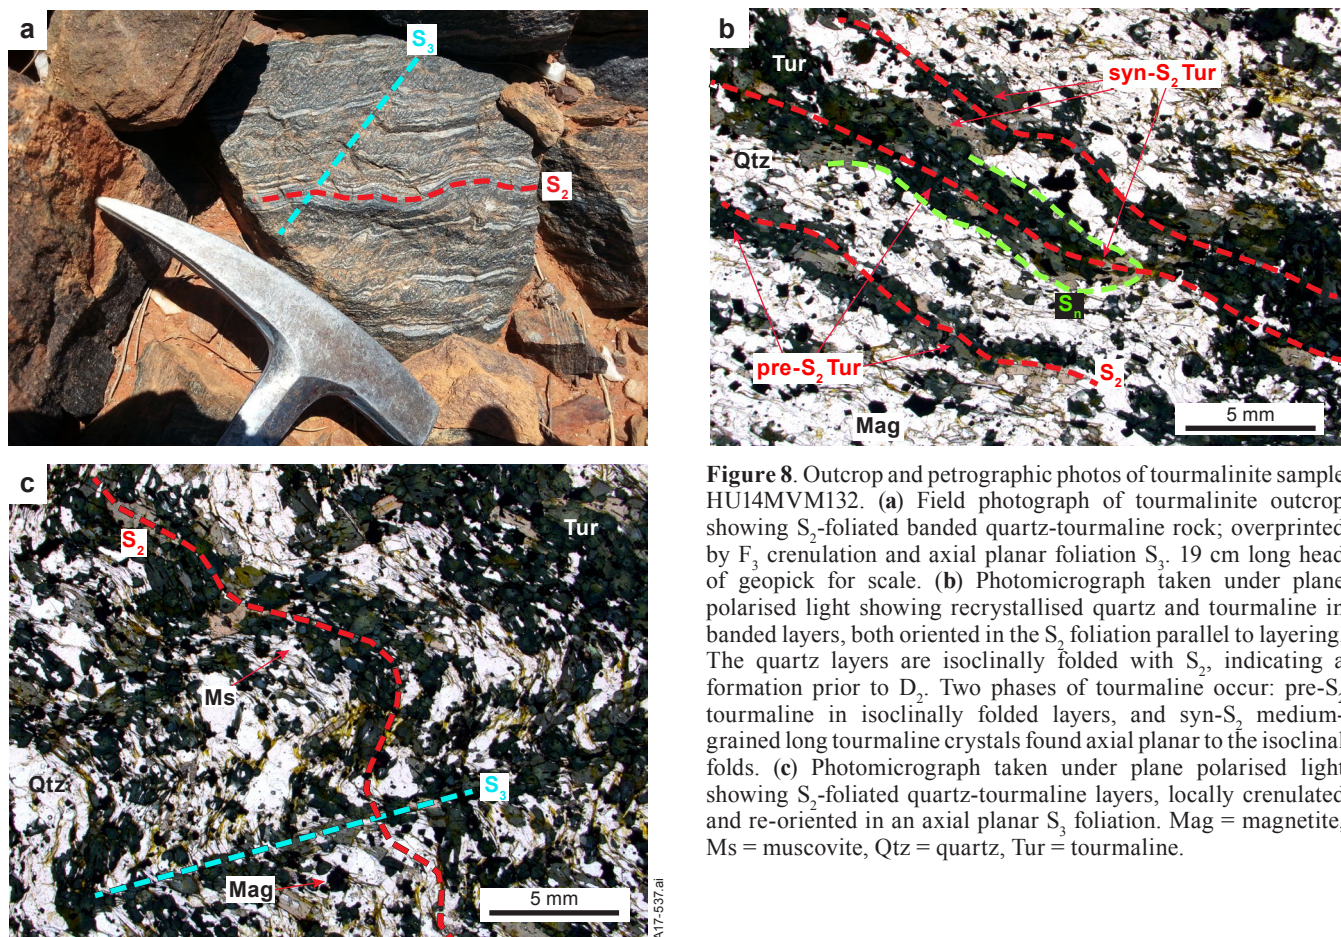 a
S3
S2
b
Tur
syn-S2 Tur
Qtz
Sn
pre-S2 Tur
S2
Mag
5 mm
c
S2
Tur
Ms
Qtz
S3
Mag
5 mm
A17-537.ai
Figure 8. Outcrop and petrographic photos of tourmalinite sample
HU14MVM132. (a) Field photograph of tourmalinite outcrop
showing S2-foliated banded quartz-tourmaline rock; overprinted
by F3 crenulation and axial planar foliation S3. 19 cm long head
of geopick for scale. (b) Photomicrograph taken under plane
polarised light showing recrystallised quartz and tourmaline in
banded layers, both oriented in the S2 foliation parallel to layering.
The quartz layers are isoclinally folded with S2, indicating a
formation prior to D2. Two phases of tourmaline occur: pre-S2
tourmaline in isoclinally folded layers, and syn-S2 medium-
grained long tourmaline crystals found axial planar to the isoclinal
folds. (c) Photomicrograph taken under plane polarised light
showing S2-foliated quartz-tourmaline layers, locally crenulated
and re-oriented in an axial planar S3 foliation. Mag = magnetite,
Ms = muscovite, Qtz = quartz, Tur = tourmaline.